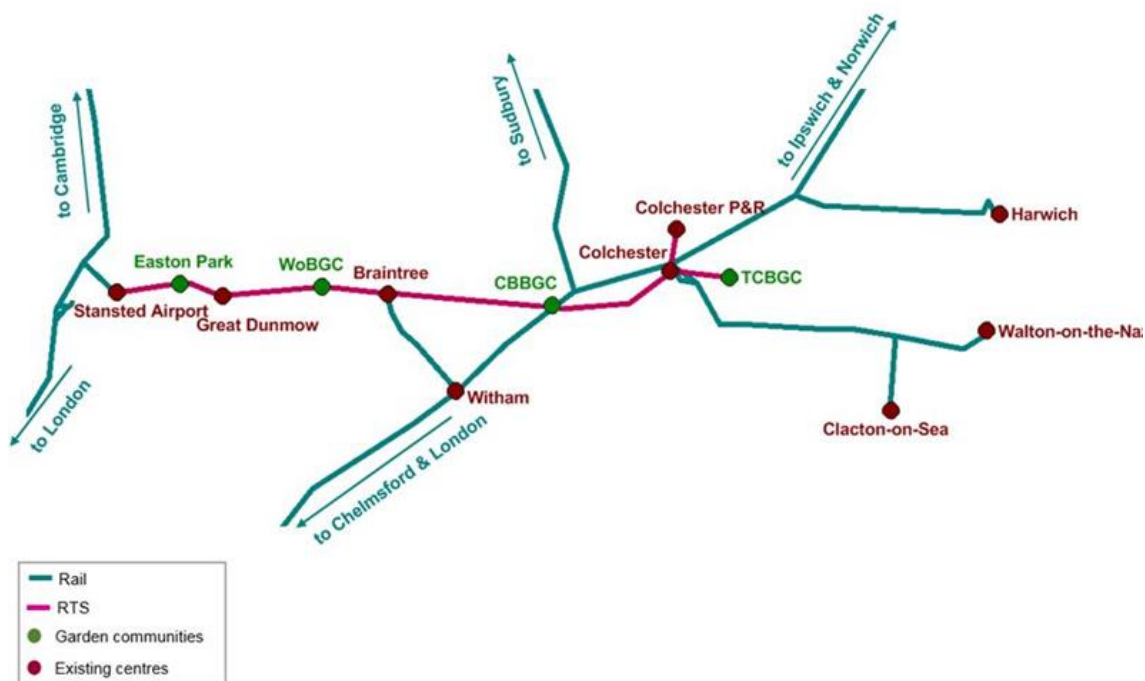 to Ipswich & Norwich
to Sudbury
to Cambridge
Colchester P&R
Harwich
Colchester
Easton Park
WoBGC
Braintree
CBBGC
TCBGC
Stansted Airport
Great Dunmow
Walton-on-the-Naz
Witham
to London
Clacton-on-Sea
to Chelmsford & London
Rail
RTS
Garden communities
Existing centres